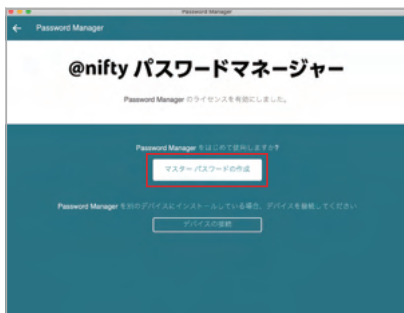 Password Manager
Password Manager
@nifty パスワードマネージャー
Password Manager のライセンスを有効にしました。
Password Manager をはじめて使用しますか?
マスター パスワードの作成
Password Manager を別のデバイスにインストールしている場合、デバイスを接続してください
デバイスの接続